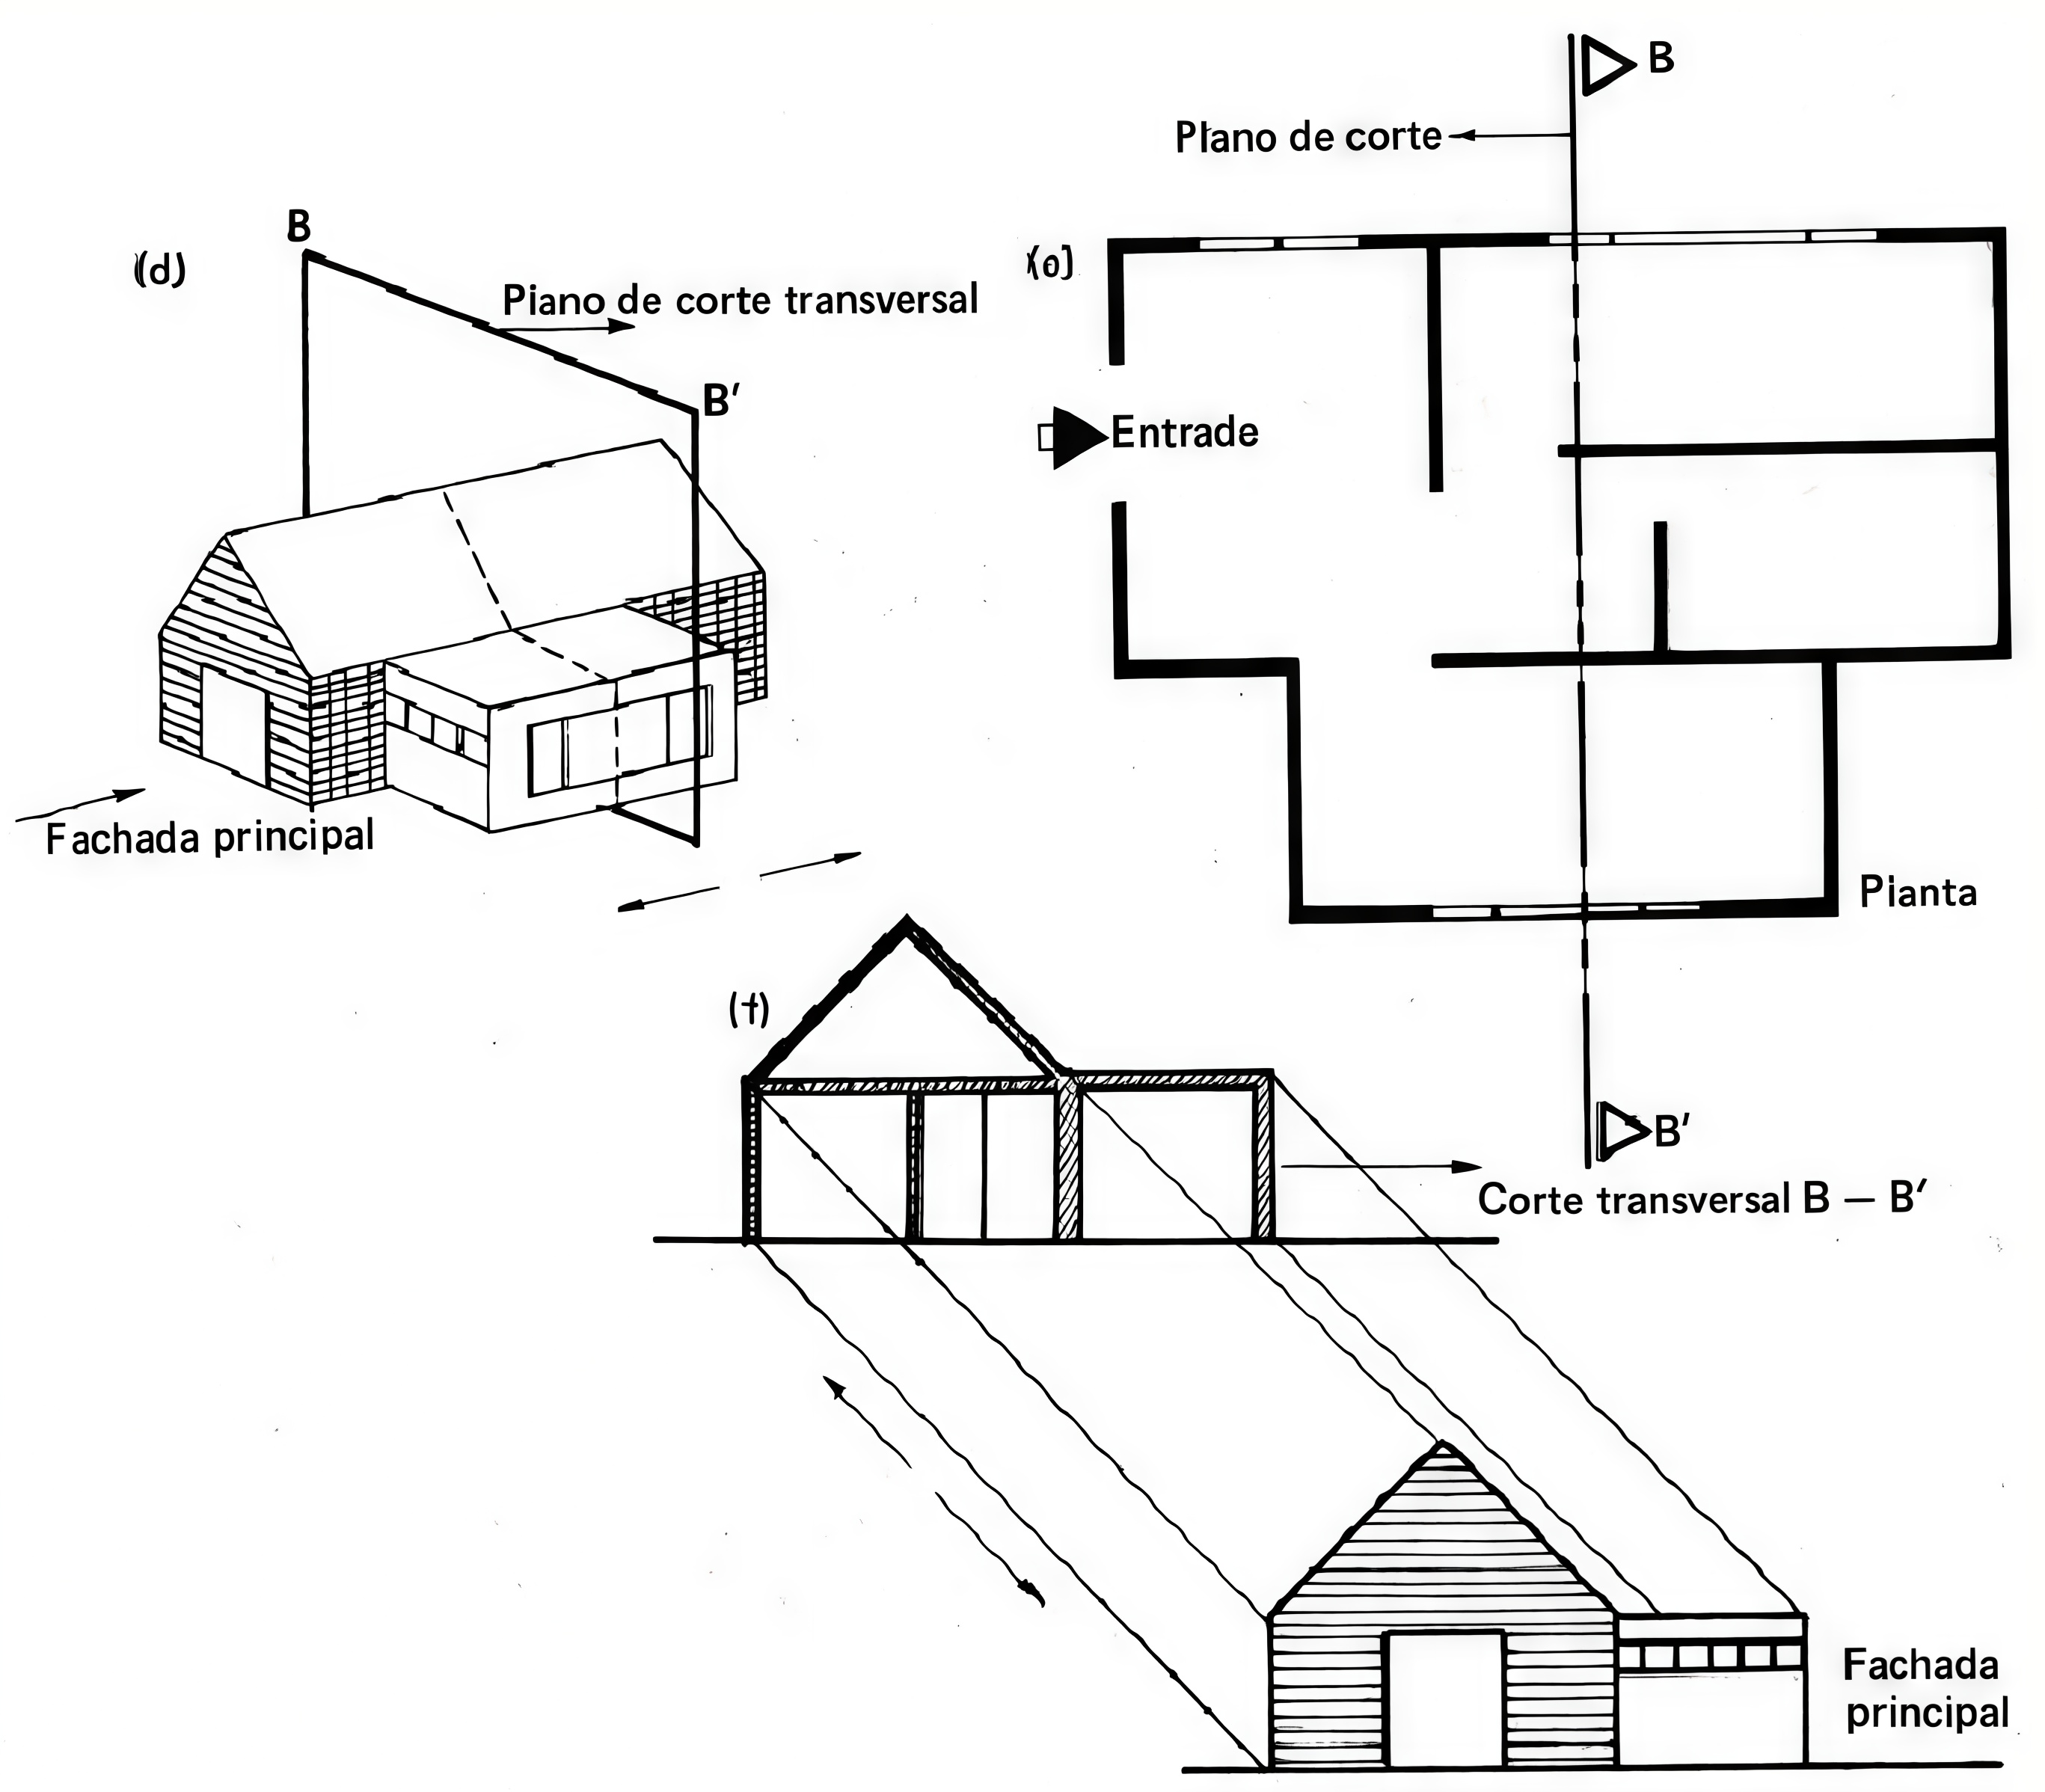 B
Plano de corte
B
(d)
Piano de corte transversal
(o)
B'
Entrade
Fachada principal
Pianta
(f)
B'
Corte transversal B — B'
Fachada
principal